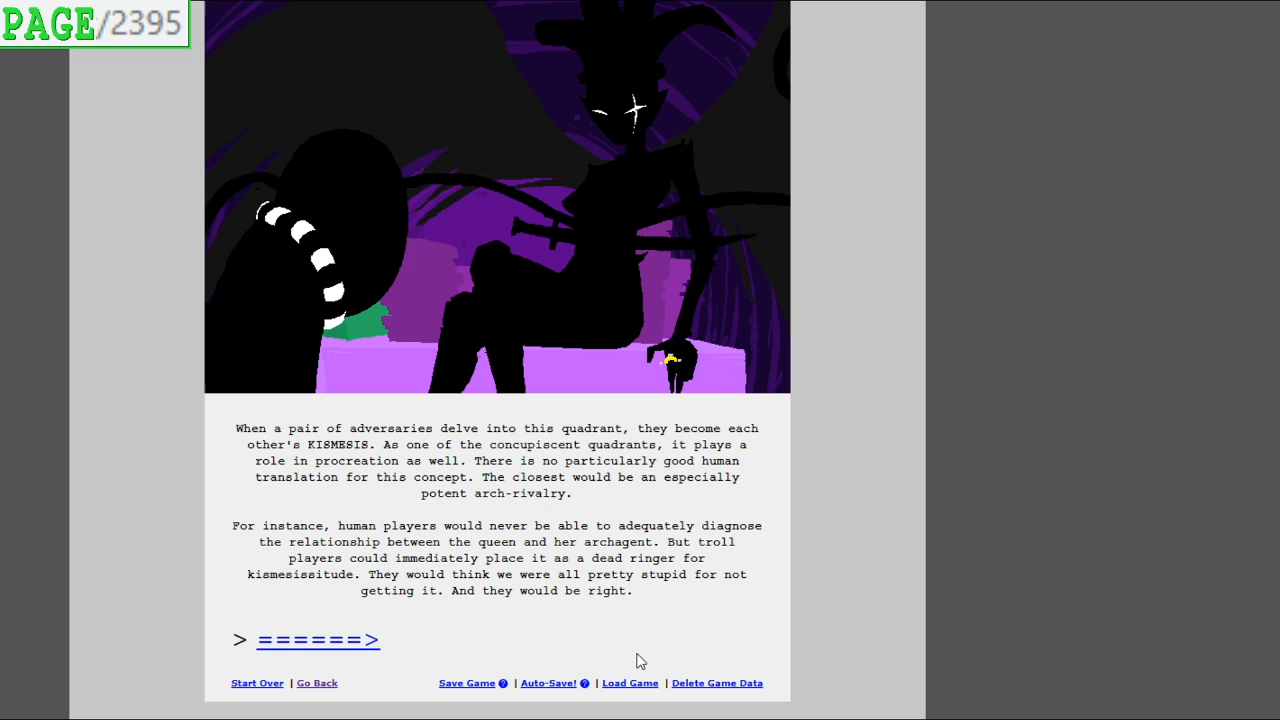 PAGE/2395
When a pair of adversaries delve into this quadrant, they become each
other's KISMESIS. As one of the concupiscent quadrants, it plays a
role in procreation as well. There is no particularly good human
translation for this concept. The closest would be an especially
potent arch-rivalry.
For instance, human players would never be able to adequately diagnose
the relationship between the queen and her archagent. But troll
players could immediately place it as a dead ringer for
kismesissitude. They would think we were all pretty stupid for not
getting it. And they would be right.
> ======>
Start Over | Go Back Save Game ? | Auto-Save! ? | Load Game | Delete Game Data